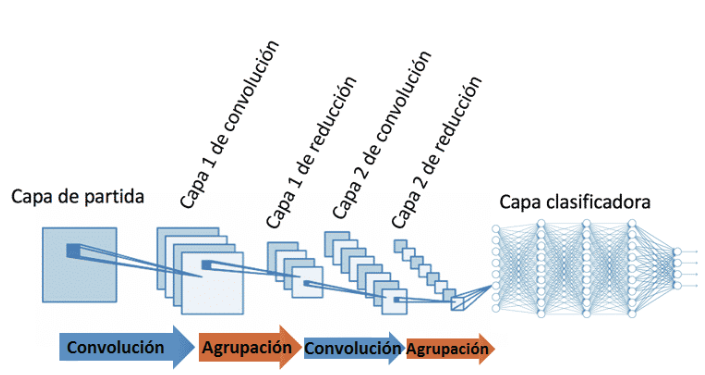 Capa de partida
Capa 1 de convolución
Capa 1 de reducción
Capa 2 de convolución
Capa 2 de reducción
Capa clasificadora
Convolución
Agrupación
Convolución
Agrupación